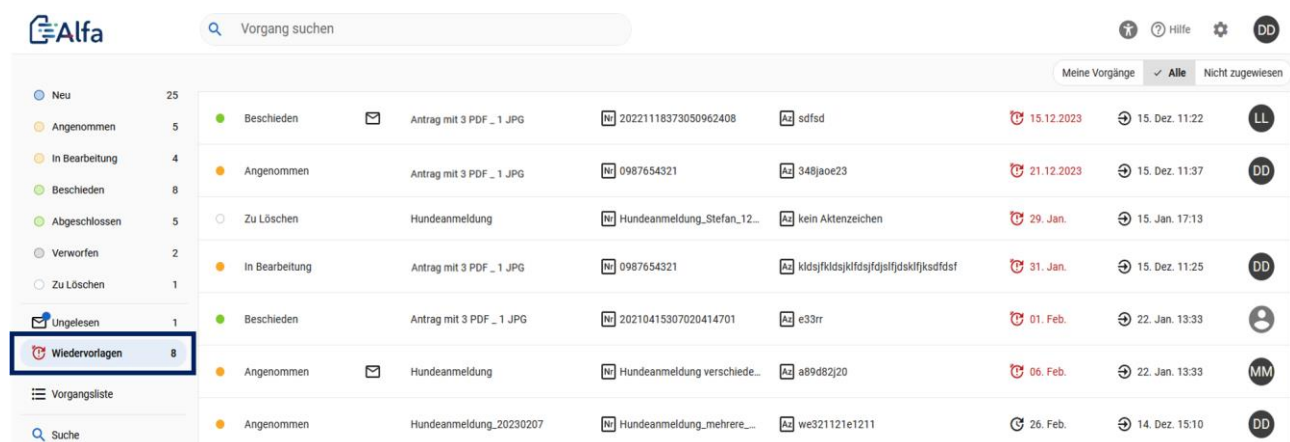 Alfa
Vorgang suchen
Hilfe
DD
Meine Vorgänge Alle Nicht zugewiesen
Neu 25
Angenommen 5
In Bearbeitung 4
Beschieden 8
Abgeschlossen 5
Verworfen 2
Zu Löschen 1
Ungelesen 1
Wiedervorlagen 8
Vorgangsliste
Suche
Beschieden Antrag mit 3 PDF _ 1 JPG Nr 20221118373050962408 Az sdfsd 15.12.2023 15. Dez. 11:22 LL
Angenommen Antrag mit 3 PDF _ 1 JPG Nr 0987654321 Az 348jaoe23 21.12.2023 15. Dez. 11:37 DD
Zu Löschen Hundeanmeldung Nr Hundeanmeldung_Stefan_12... Az kein Aktenzeichen 29. Jan. 15. Jan. 17:13
In Bearbeitung Antrag mit 3 PDF _ 1 JPG Nr 0987654321 Az kldsjfkldsjklfdsjfdjslfjdsklfjksdfdsf 31. Jan. 15. Dez. 11:25 DD
Beschieden Antrag mit 3 PDF _ 1 JPG Nr 20210415307020414701 Az e33rr 01. Feb. 22. Jan. 13:33
Angenommen Hundeanmeldung Nr Hundeanmeldung verschiede... Az a89d82j20 06. Feb. 22. Jan. 13:33 MM
Angenommen Hundeanmeldung_20230207 Nr Hundeanmeldung_mehrere_... Az we321121e1211 26. Feb. 14. Dez. 15:10 DD